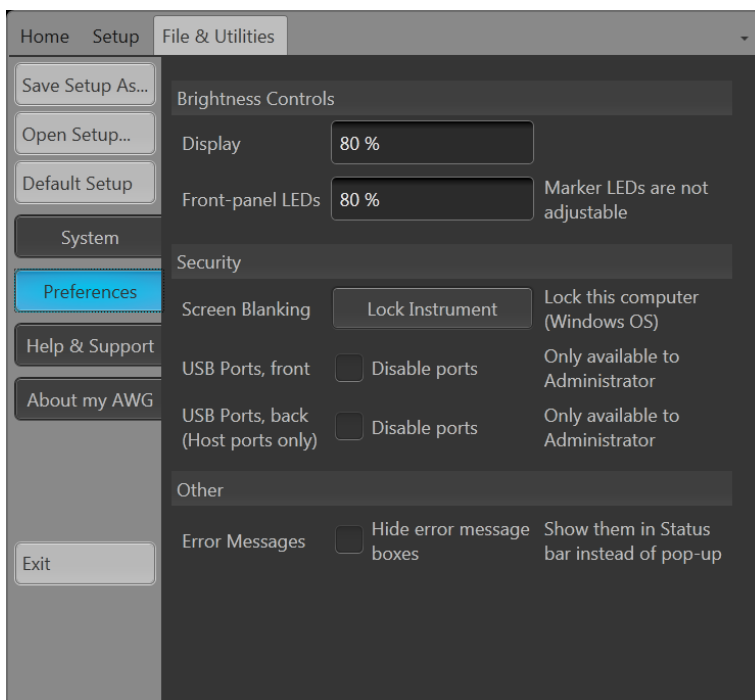 Home Setup File & Utilities
Save Setup As...
Open Setup...
Default Setup
System
Preferences
Help & Support
About my AWG
Exit
Brightness Controls
Display 80 %
Front-panel LEDs 80 % Marker LEDs are not
adjustable
Security
Screen Blanking Lock Instrument Lock this computer
(Windows OS)
USB Ports, front Disable ports Only available to
Administrator
USB Ports, back Disable ports Only available to
(Host ports only) Administrator
Other
Error Messages Hide error message Show them in Status
boxes bar instead of pop-up